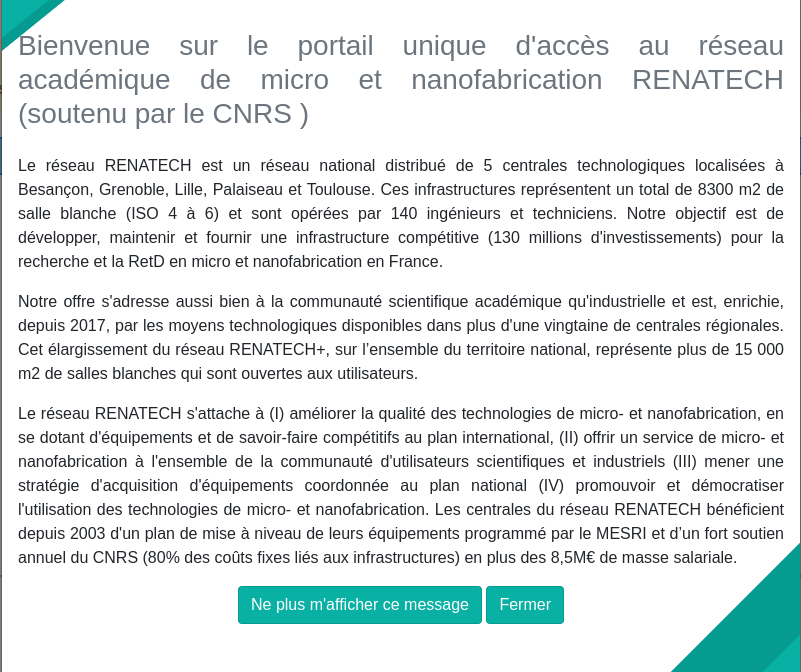 Bienvenue sur le portail unique d'accès au réseau
académique de micro et nanofabrication RENATECH
(soutenu par le CNRS )
Le réseau RENATECH est un réseau national distribué de 5 centrales technologiques localisées à
Besançon, Grenoble, Lille, Palaiseau et Toulouse. Ces infrastructures représentent un total de 8300 m2 de
salle blanche (ISO 4 à 6) et sont opérées par 140 ingénieurs et techniciens. Notre objectif est de
développer, maintenir et fournir une infrastructure compétitive (130 millions d'investissements) pour la
recherche et la RetD en micro et nanofabrication en France.
Notre offre s'adresse aussi bien à la communauté scientifique académique qu'industrielle et est, enrichie,
depuis 2017, par les moyens technologiques disponibles dans plus d'une vingtaine de centrales régionales.
Cet élargissement du réseau RENATECH+, sur l’ensemble du territoire national, représente plus de 15 000
m2 de salles blanches qui sont ouvertes aux utilisateurs.
Le réseau RENATECH s'attache à (I) améliorer la qualité des technologies de micro- et nanofabrication, en
se dotant d'équipements et de savoir-faire compétitifs au plan international, (II) offrir un service de micro- et
nanofabrication à l'ensemble de la communauté d'utilisateurs scientifiques et industriels (III) mener une
stratégie d'acquisition d'équipements coordonnée au plan national (IV) promouvoir et démocratiser
l'utilisation des technologies de micro- et nanofabrication. Les centrales du réseau RENATECH bénéficient
depuis 2003 d'un plan de mise à niveau de leurs équipements programmé par le MESRI et d’un fort soutien
annuel du CNRS (80% des coûts fixes liés aux infrastructures) en plus des 8,5M€ de masse salariale.
Ne plus m'afficher ce message Fermer